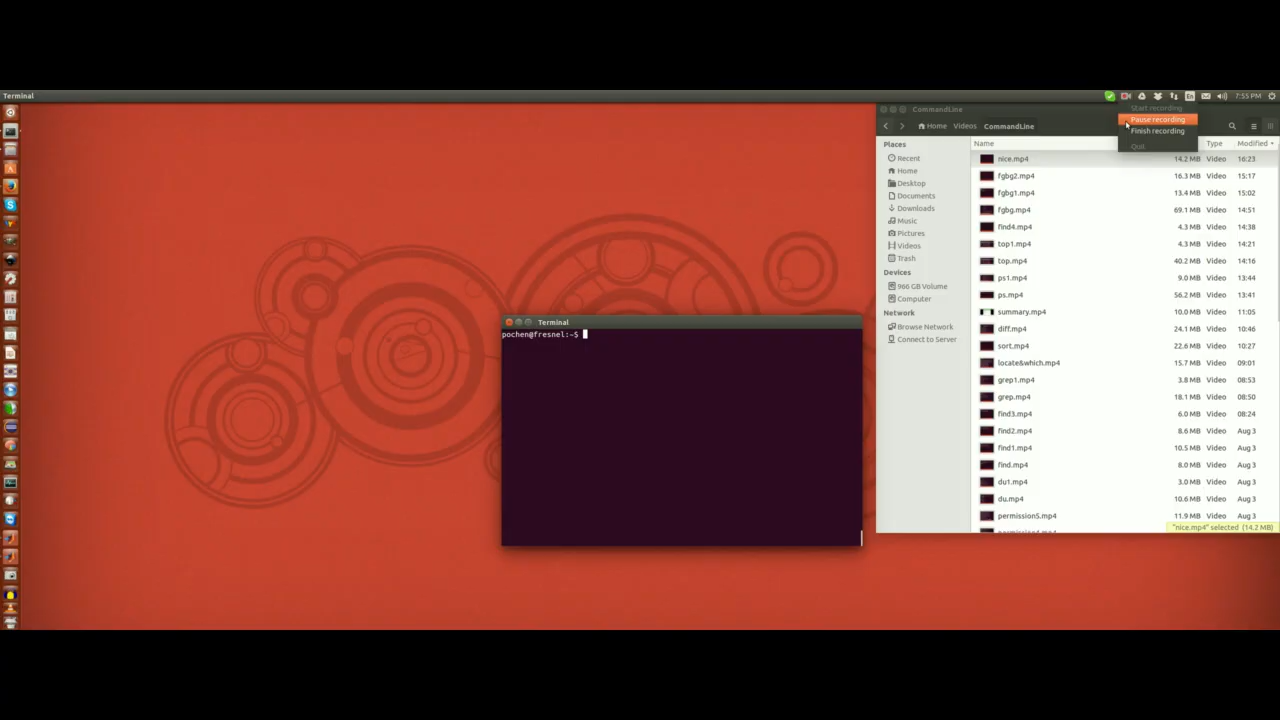 Terminal
En
7:55 PM
CommandLine
Start recording
Pause recording
Finish recording
Quit
Home Videos CommandLine
Places
Recent
Home
Desktop
Documents
Downloads
Music
Pictures
Videos
Trash
Devices
966 GB Volume
Computer
Network
Browse Network
Connect to Server
Name Type Modified
nice.mp4 14.2 MB Video 16:23
fgbg2.mp4 16.3 MB Video 15:17
fgbg1.mp4 13.4 MB Video 15:02
fgbg.mp4 69.1 MB Video 14:51
find4.mp4 4.3 MB Video 14:38
top1.mp4 4.3 MB Video 14:21
top.mp4 40.2 MB Video 14:16
ps1.mp4 9.0 MB Video 13:44
ps.mp4 56.2 MB Video 13:41
summary.mp4 10.0 MB Video 11:05
diff.mp4 24.1 MB Video 10:46
sort.mp4 22.6 MB Video 10:27
locate&which.mp4 15.7 MB Video 09:01
grep1.mp4 3.8 MB Video 08:53
grep.mp4 18.1 MB Video 08:50
find3.mp4 6.0 MB Video 08:24
find2.mp4 8.6 MB Video Aug 3
find1.mp4 10.5 MB Video Aug 3
find.mp4 8.0 MB Video Aug 3
du1.mp4 3.0 MB Video Aug 3
du.mp4 10.6 MB Video Aug 3
permission5.mp4 11.9 MB Video Aug 3
"nice.mp4" selected (14.2 MB)
Terminal
pochen@fresnel:~$